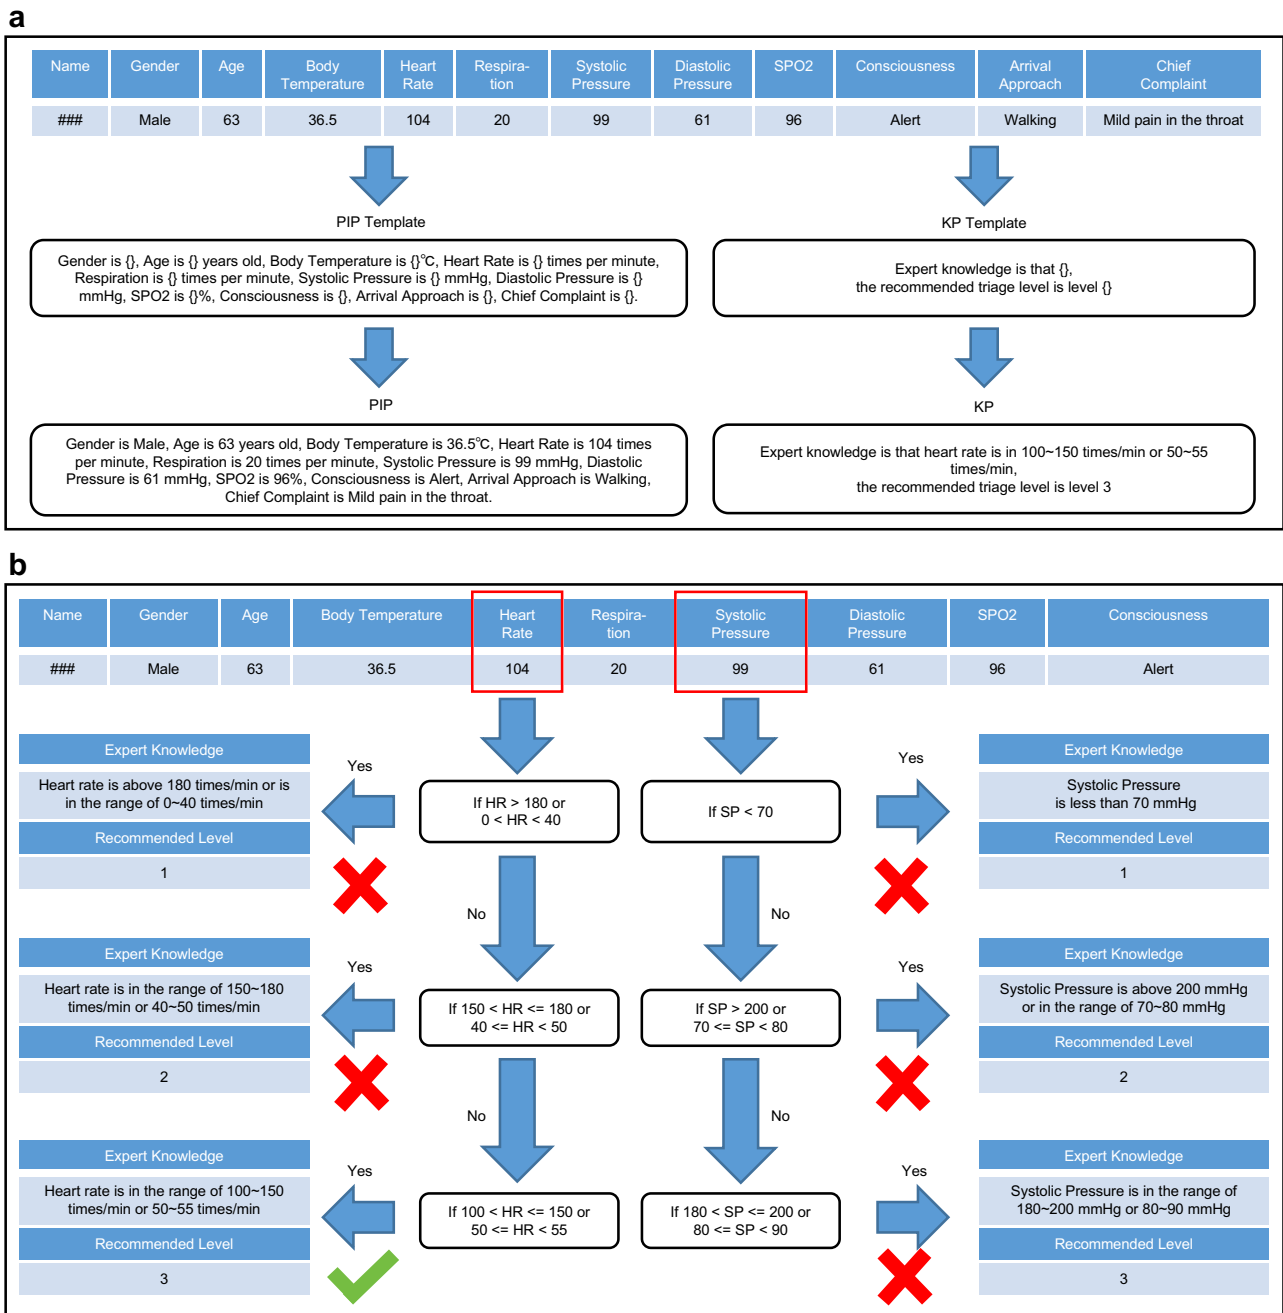 a
Name Gender Age Body Temperature Heart Rate Respira-tion Systolic Pressure Diastolic Pressure SPO2 Consciousness Arrival Approach Chief Complaint
### Male 63 36.5 104 20 99 61 96 Alert Walking Mild pain in the throat
PIP Template
Gender is {}, Age is {} years old, Body Temperature is {}℃, Heart Rate is {} times per minute,
Respiration is {} times per minute, Systolic Pressure is {} mmHg, Diastolic Pressure is {}
mmHg, SPO2 is {}%, Consciousness is {}, Arrival Approach is {}, Chief Complaint is {}.
KP Template
Expert knowledge is that {},
the recommended triage level is level {}
PIP
Gender is Male, Age is 63 years old, Body Temperature is 36.5℃, Heart Rate is 104 times
per minute, Respiration is 20 times per minute, Systolic Pressure is 99 mmHg, Diastolic
Pressure is 61 mmHg, SPO2 is 96%, Consciousness is Alert, Arrival Approach is Walking,
Chief Complaint is Mild pain in the throat.
KP
Expert knowledge is that heart rate is in 100~150 times/min or 50~55
times/min,
the recommended triage level is level 3
b
Name Gender Age Body Temperature Heart Rate Respira-tion Systolic Pressure Diastolic Pressure SPO2 Consciousness
### Male 63 36.5 104 20 99 61 96 Alert
Expert Knowledge
Heart rate is above 180 times/min or is
in the range of 0~40 times/min
Recommended Level
1
Yes
If HR > 180 or
0 < HR < 40
If SP < 70
Yes
Expert Knowledge
Systolic Pressure
is less than 70 mmHg
Recommended Level
1
No
No
Expert Knowledge
Heart rate is in the range of 150~180
times/min or 40~50 times/min
Recommended Level
2
Yes
If 150 < HR <= 180 or
40 <= HR < 50
If SP > 200 or
70 <= SP < 80
Yes
Expert Knowledge
Systolic Pressure is above 200 mmHg
or in the range of 70~80 mmHg
Recommended Level
2
No
No
Expert Knowledge
Heart rate is in the range of 100~150
times/min or 50~55 times/min
Recommended Level
3
Yes
If 100 < HR <= 150 or
50 <= HR < 55
If 180 < SP <= 200 or
80 <= SP < 90
Yes
Expert Knowledge
Systolic Pressure is in the range of
180~200 mmHg or 80~90 mmHg
Recommended Level
3